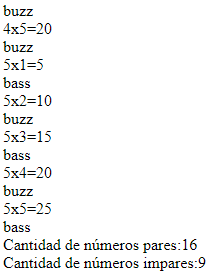 buzz
4x5=20
buzz
5x1=5
bass
5x2=10
buzz
5x3=15
bass
5x4=20
buzz
5x5=25
bass
Cantidad de números pares:16
Cantidad de números impares:9